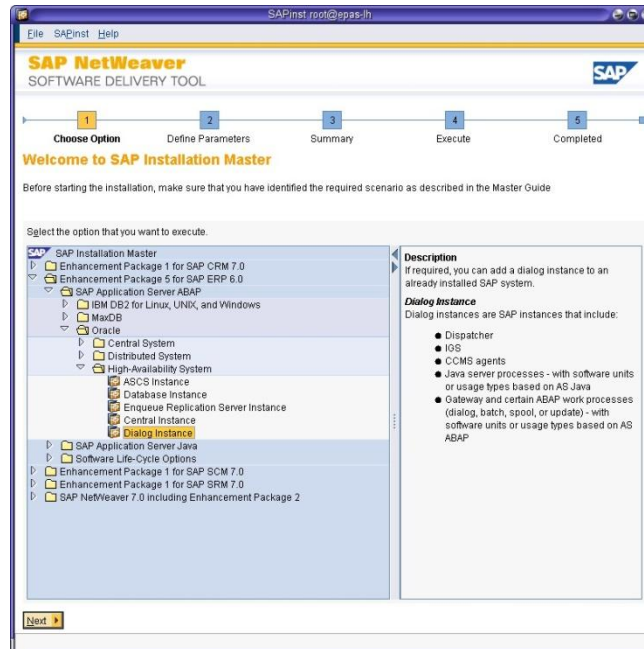 SAPinst root@epas-lh
File SAPinst Help
SAP NetWeaver
SOFTWARE DELIVERY TOOL
SAP
1 2 3 4 5
Choose Option Define Parameters Summary Execute Completed
Welcome to SAP Installation Master
Before starting the installation, make sure that you have identified the required scenario as described in the Master Guide
Select the option that you want to execute.
SAP SAP Installation Master
Enhancement Package 1 for SAP CRM 7.0
Enhancement Package 5 for SAP ERP 6.0
SAP Application Server ABAP
IBM DB2 for Linux, UNIX, and Windows
MaxDB
Oracle
Central System
Distributed System
High-Availability System
ASCS Instance
Database Instance
Enqueue Replication Server Instance
Central Instance
Dialog Instance
SAP Application Server Java
Software Life-Cycle Options
Enhancement Package 1 for SAP SCM 7.0
Enhancement Package 1 for SAP SRM 7.0
SAP NetWeaver 7.0 including Enhancement Package 2
Description
If required, you can add a dialog instance to an
already installed SAP system.
Dialog Instance
Dialog instances are SAP instances that include:
● Dispatcher
● IGS
● CCMS agents
● Java server processes - with software units
or usage types based on AS Java
● Gateway and certain ABAP work processes
(dialog, batch, spool, or update) - with
software units or usage types based on AS
ABAP
Next